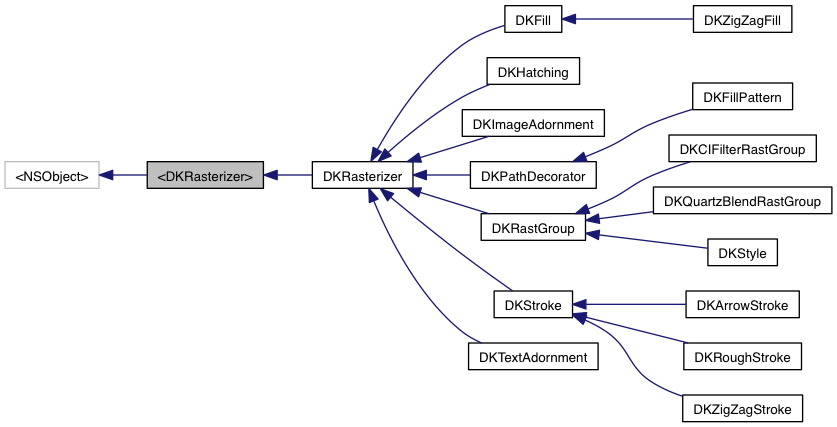 <NSObject>
<DKRasterizer>
DKRasterizer
DKFill
DKHatching
DKImageAdornment
DKPathDecorator
DKRastGroup
DKStroke
DKTextAdornment
DKZigZagFill
DKFillPattern
DKCIFilterRastGroup
DKQuartzBlendRastGroup
DKStyle
DKArrowStroke
DKRoughStroke
DKZigZagStroke